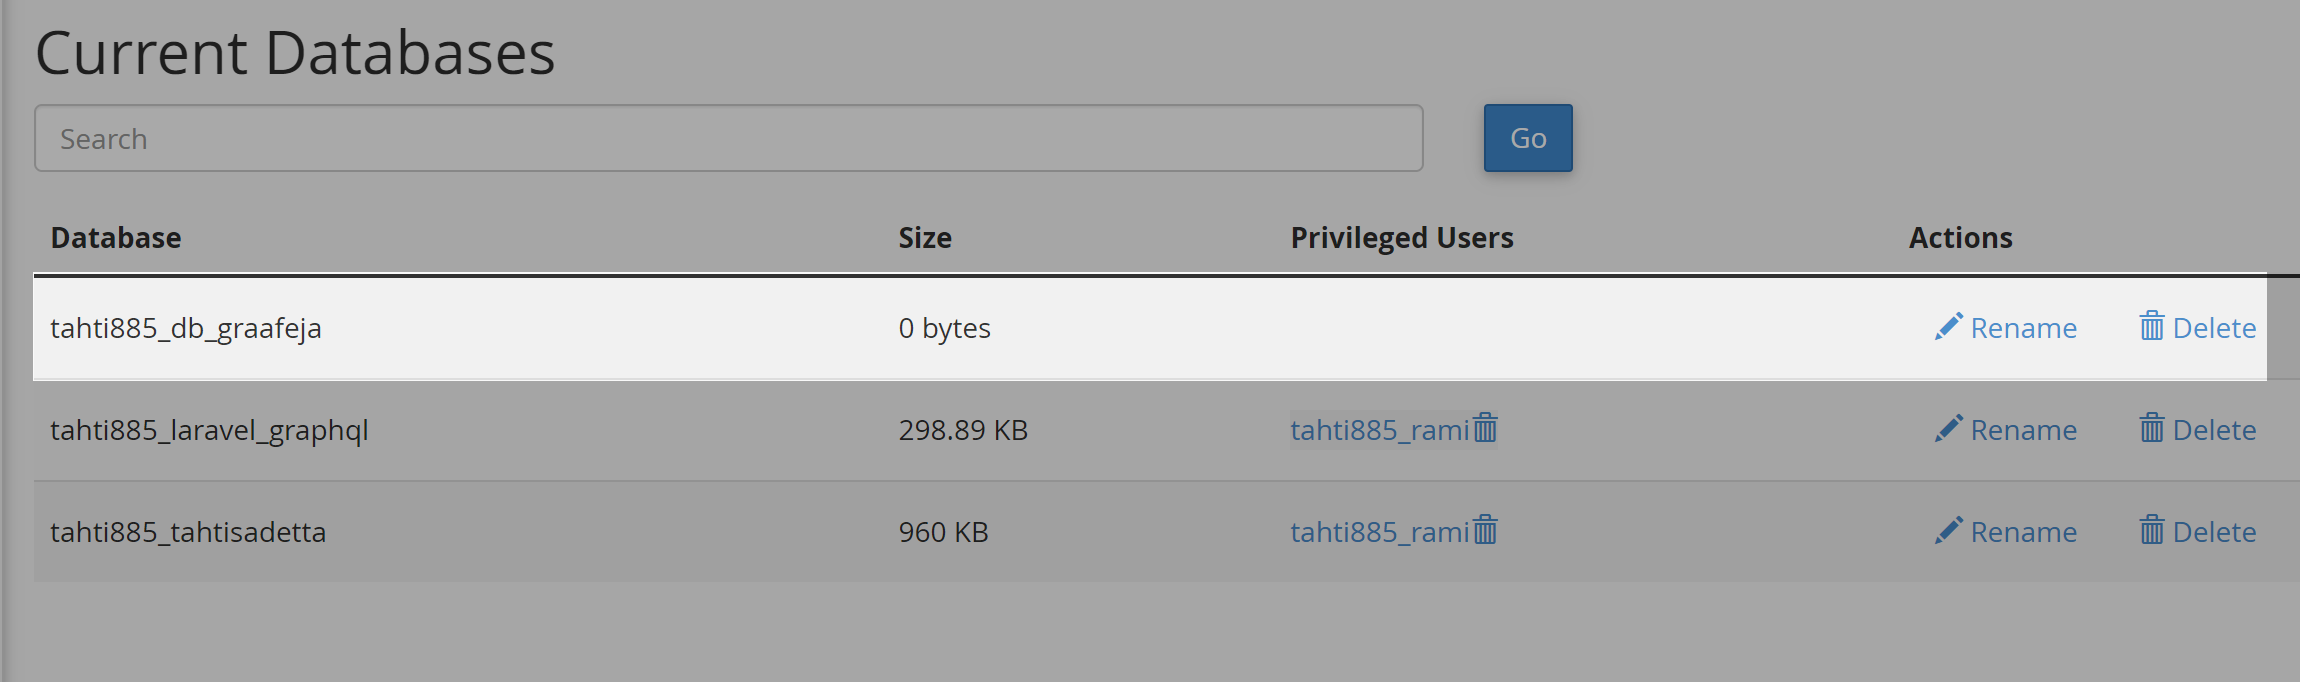 Current Databases
Search
Go
Database Size Privileged Users Actions
tahti885_db_graafeja 0 bytes Rename Delete
tahti885_laravel_graphql 298.89 KB tahti885_rami Rename Delete
tahti885_tahtisadetta 960 KB tahti885_rami Rename Delete